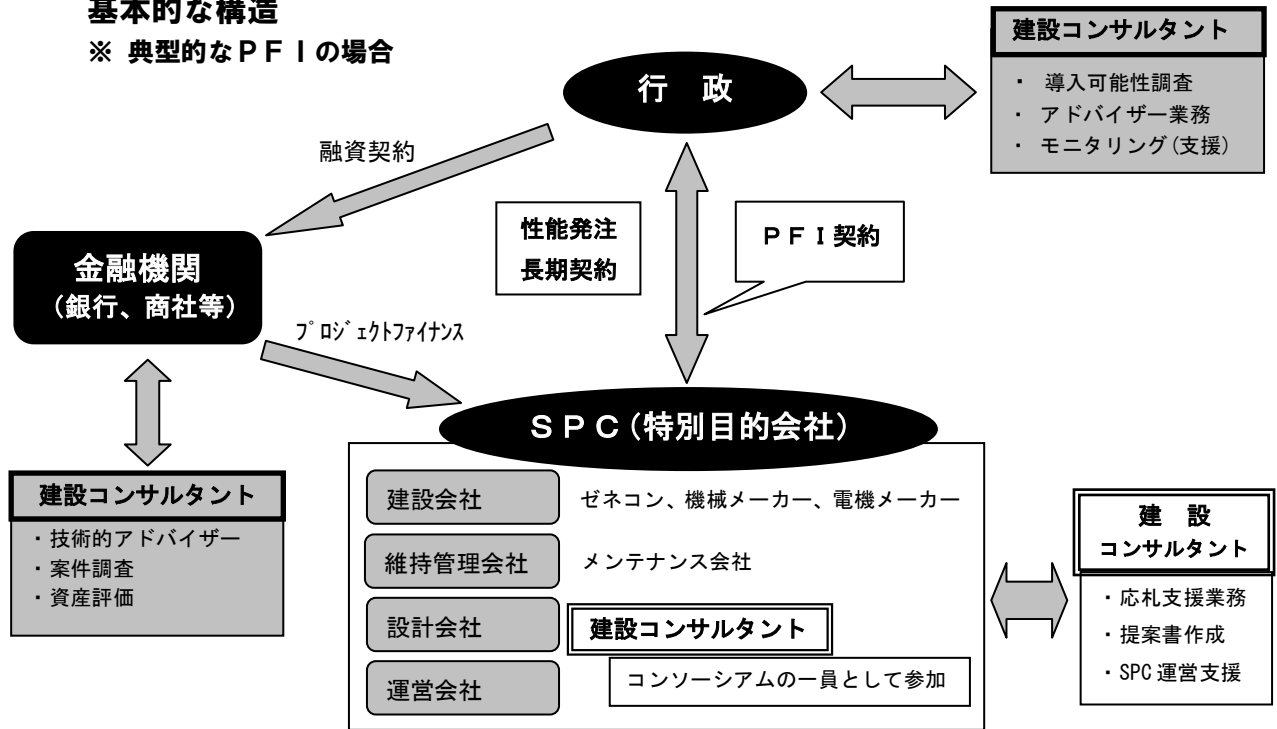 基本的な構造
※ 典型的なＰＦＩの場合
建設コンサルタント
・ 導入可能性調査
・ アドバイザー業務
・ モニタリング(支援)
行　政
融資契約
性能発注
長期契約
ＰＦＩ契約
金融機関
（銀行、商社等）
ﾌﾟﾛｼﾞｪｸﾄﾌｧｲﾅﾝｽ
ＳＰＣ（特別目的会社）
建設コンサルタント
・技術的アドバイザー
・案件調査
・資産評価
建設会社　ゼネコン、機械メーカー、電機メーカー
維持管理会社　メンテナンス会社
設計会社　建設コンサルタント
コンソーシアムの一員として参加
運営会社
建　設
コンサルタント
・応札支援業務
・提案書作成
・SPC 運営支援